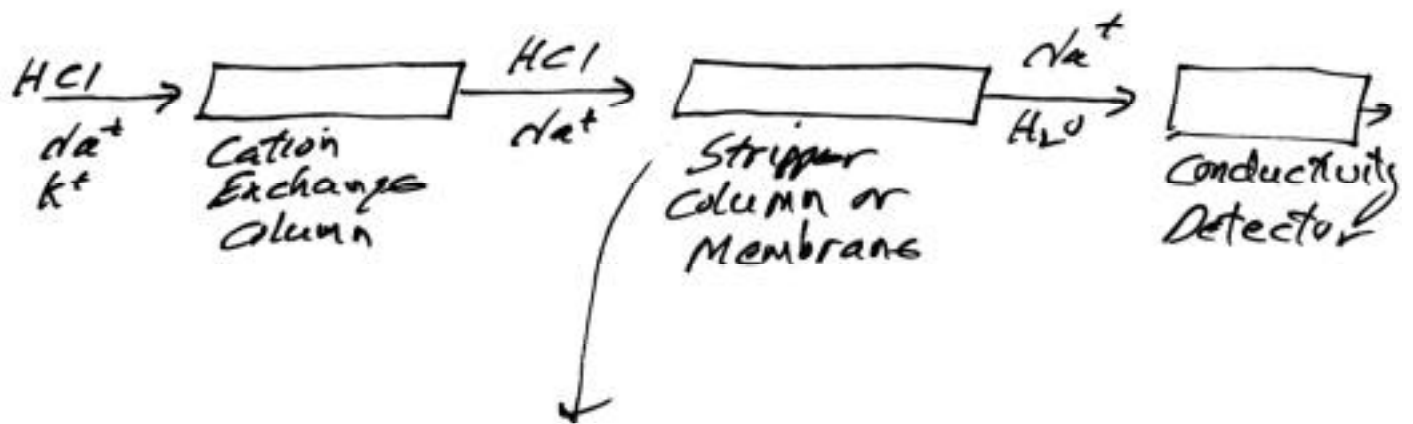 HCl
Na⁺
K⁺
Cation
Exchange
Column
HCl
Na⁺
Stripper
Column or
Membrane
Na⁺
H₂O
Conductivity
Detector